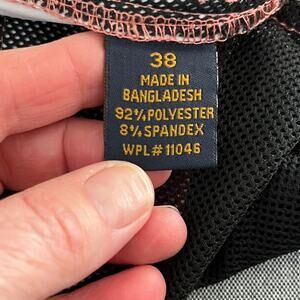 38
MADE IN
BANGLADESH
92% POLYESTER
8% SPANDEX
WPL# 11046